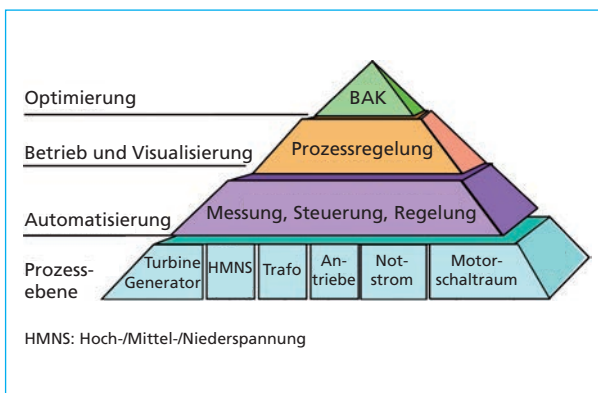 Optimierung
BAK
Betrieb und Visualisierung
Prozessregelung
Automatisierung
Messung, Steuerung, Regelung
Prozess-
ebene
Turbine
Generator
HMNS
Trafo
An-
triebe
Not-
strom
Motor-
schaltraum
HMNS: Hoch-/Mittel-/Niederspannung